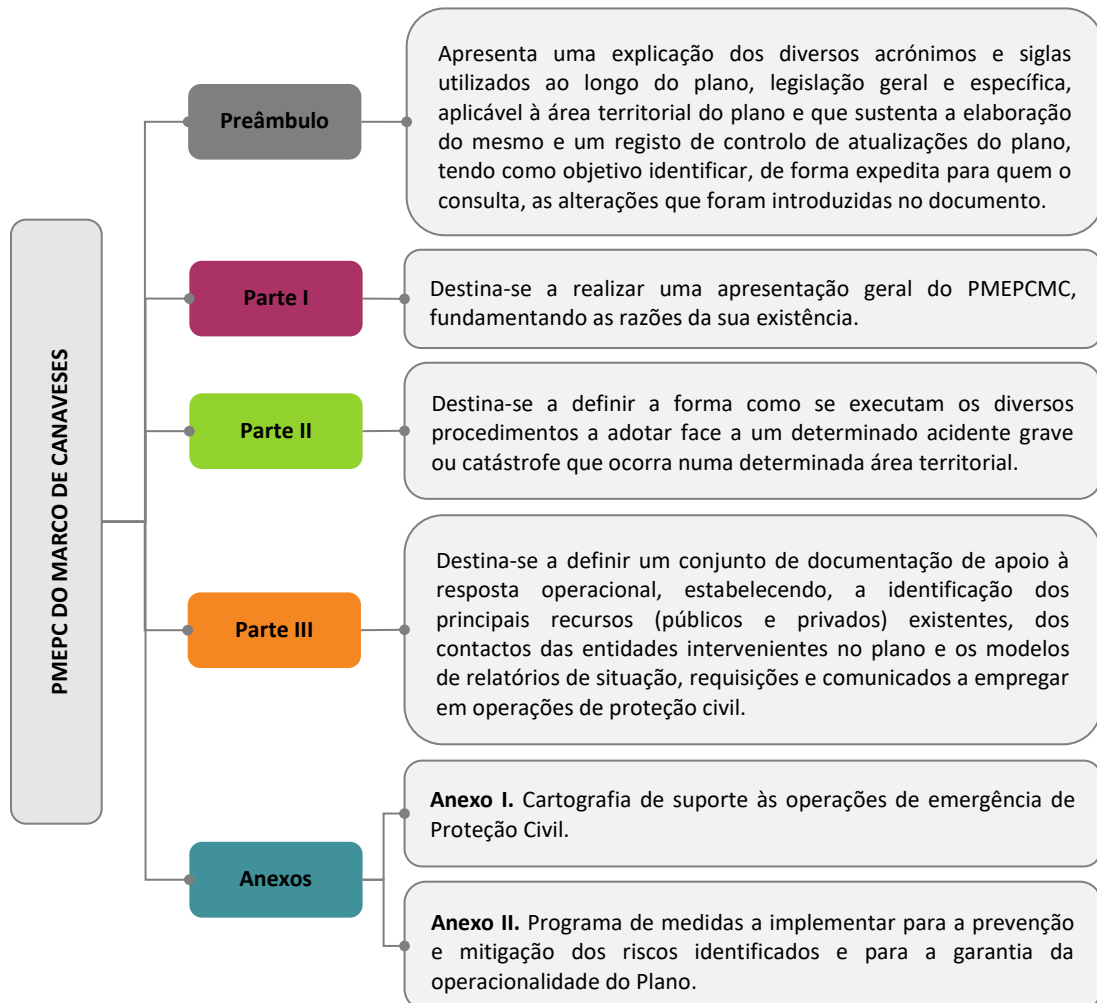 PMEPC DO MARCO DE CANAVESES
Preâmbulo
Apresenta uma explicação dos diversos acrónimos e siglas
utilizados ao longo do plano, legislação geral e específica,
aplicável à área territorial do plano e que sustenta a elaboração
do mesmo e um registo de controlo de atualizações do plano,
tendo como objetivo identificar, de forma expedita para quem o
consulta, as alterações que foram introduzidas no documento.
Parte I
Destina-se a realizar uma apresentação geral do PMEPCMC,
fundamentando as razões da sua existência.
Parte II
Destina-se a definir a forma como se executam os diversos
procedimentos a adotar face a um determinado acidente grave
ou catástrofe que ocorra numa determinada área territorial.
Parte III
Destina-se a definir um conjunto de documentação de apoio à
resposta operacional, estabelecendo, a identificação dos
principais recursos (públicos e privados) existentes, dos
contactos das entidades intervenientes no plano e os modelos
de relatórios de situação, requisições e comunicados a empregar
em operações de proteção civil.
Anexos
Anexo I. Cartografia de suporte às operações de emergência de
Proteção Civil.
Anexo II. Programa de medidas a implementar para a prevenção
e mitigação dos riscos identificados e para a garantia da
operacionalidade do Plano.